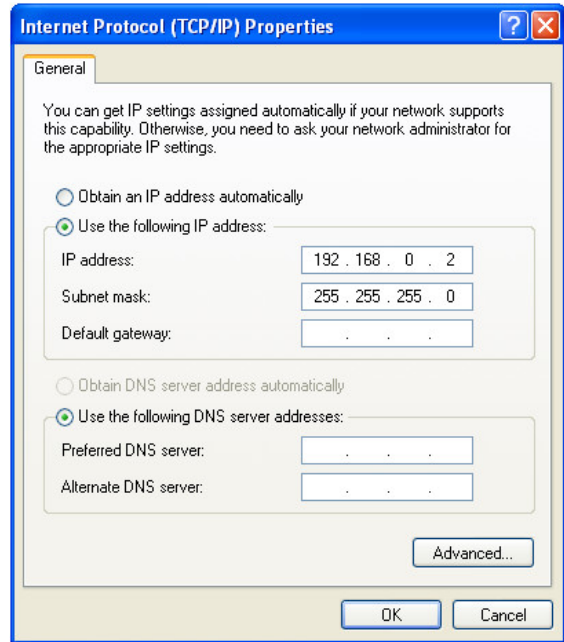 Internet Protocol (TCP/IP) Properties
General
You can get IP settings assigned automatically if your network supports
this capability. Otherwise, you need to ask your network administrator for
the appropriate IP settings.
Obtain an IP address automatically
Use the following IP address:
IP address: 192 . 168 . 0 . 2
Subnet mask: 255 . 255 . 255 . 0
Default gateway: . . .
Obtain DNS server address automatically
Use the following DNS server addresses:
Preferred DNS server: . . .
Alternate DNS server: . . .
Advanced...
OK Cancel